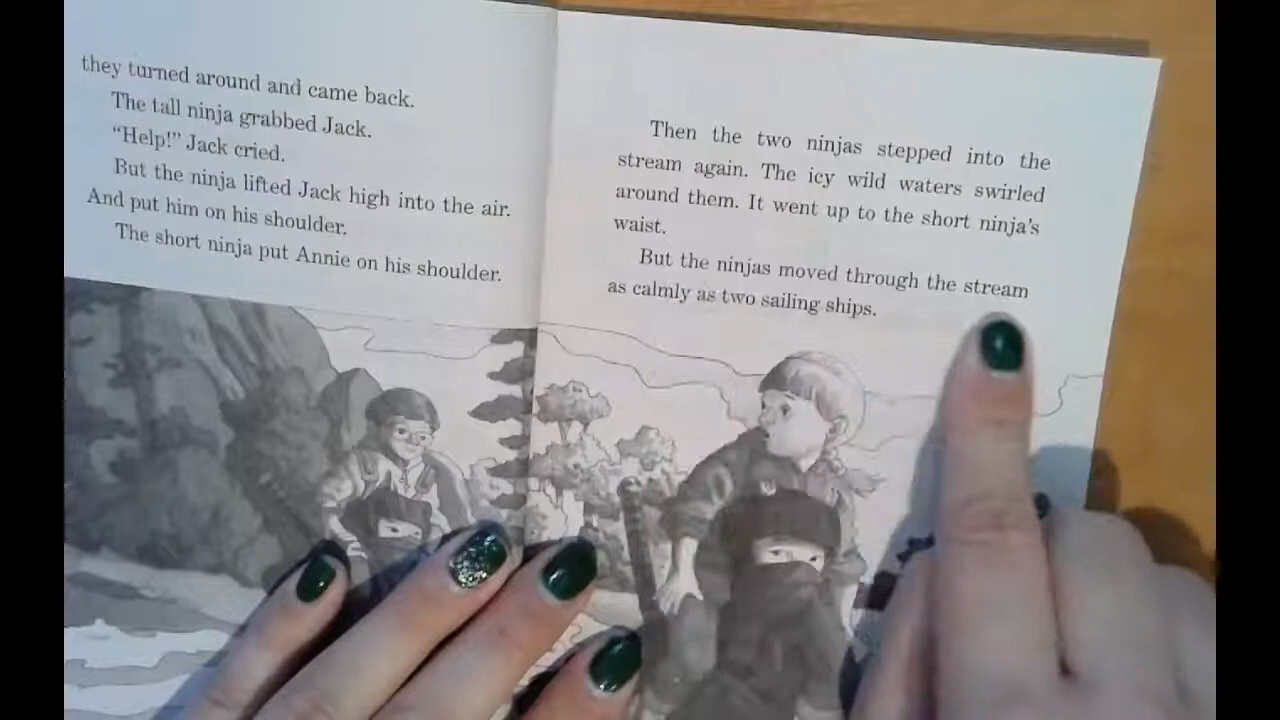 they turned around and came back.
The tall ninja grabbed Jack.
“Help!” Jack cried.
But the ninja lifted Jack high into the air.
And put him on his shoulder.
The short ninja put Annie on his shoulder.
Then the two ninjas stepped into the
stream again. The icy wild waters swirled
around them. It went up to the short ninja’s
waist.
But the ninjas moved through the stream
as calmly as two sailing ships.